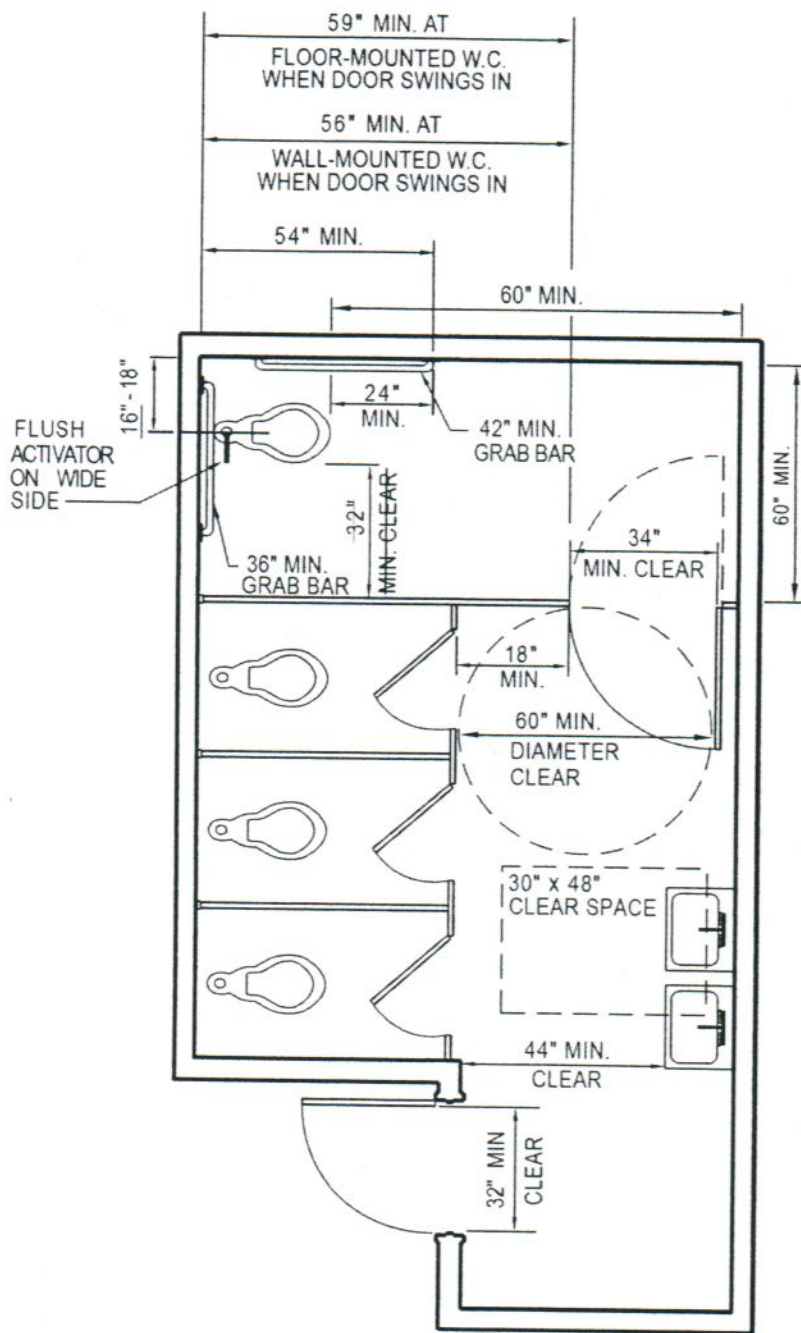 59" MIN. AT
FLOOR-MOUNTED W.C.
WHEN DOOR SWINGS IN
56" MIN. AT
WALL-MOUNTED W.C.
WHEN DOOR SWINGS IN
54" MIN.
60" MIN.
16"-18"
24"
MIN.
42" MIN.
GRAB BAR
FLUSH
ACTIVATOR
ON WIDE
SIDE
32"
MIN. CLEAR
36" MIN.
GRAB BAR
34"
MIN. CLEAR
60" MIN.
18"
MIN.
60" MIN.
DIAMETER
CLEAR
30" x 48"
CLEAR SPACE
44" MIN.
CLEAR
32" MIN
CLEAR